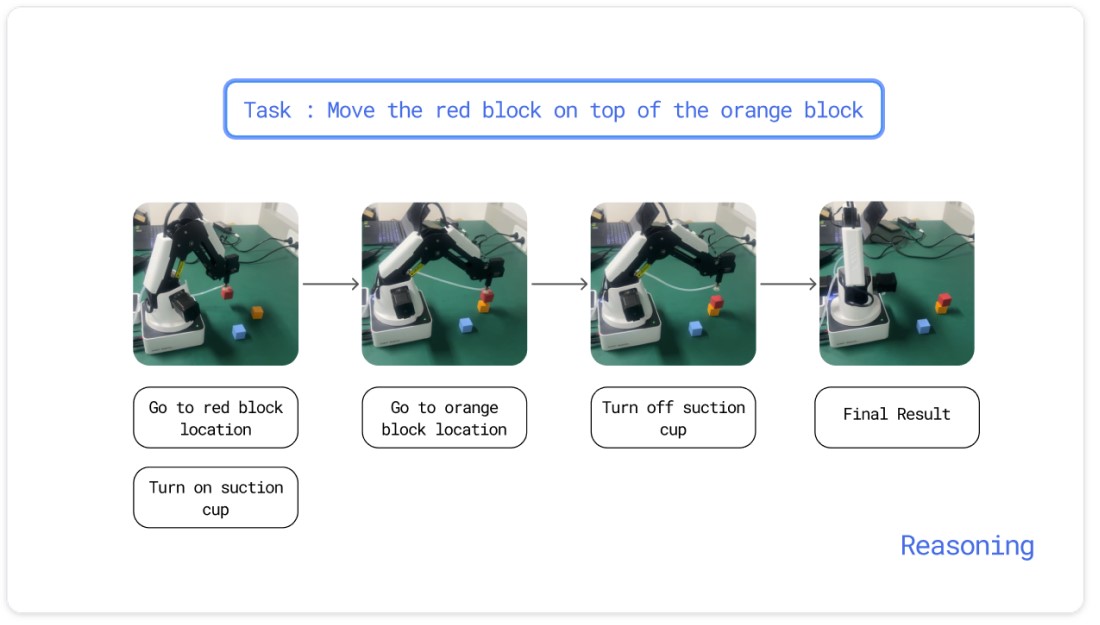 Task : Move the red block on top of the orange block
Go to red block
location
Go to orange
block location
Turn off suction
cup
Final Result
Turn on suction
cup
Reasoning